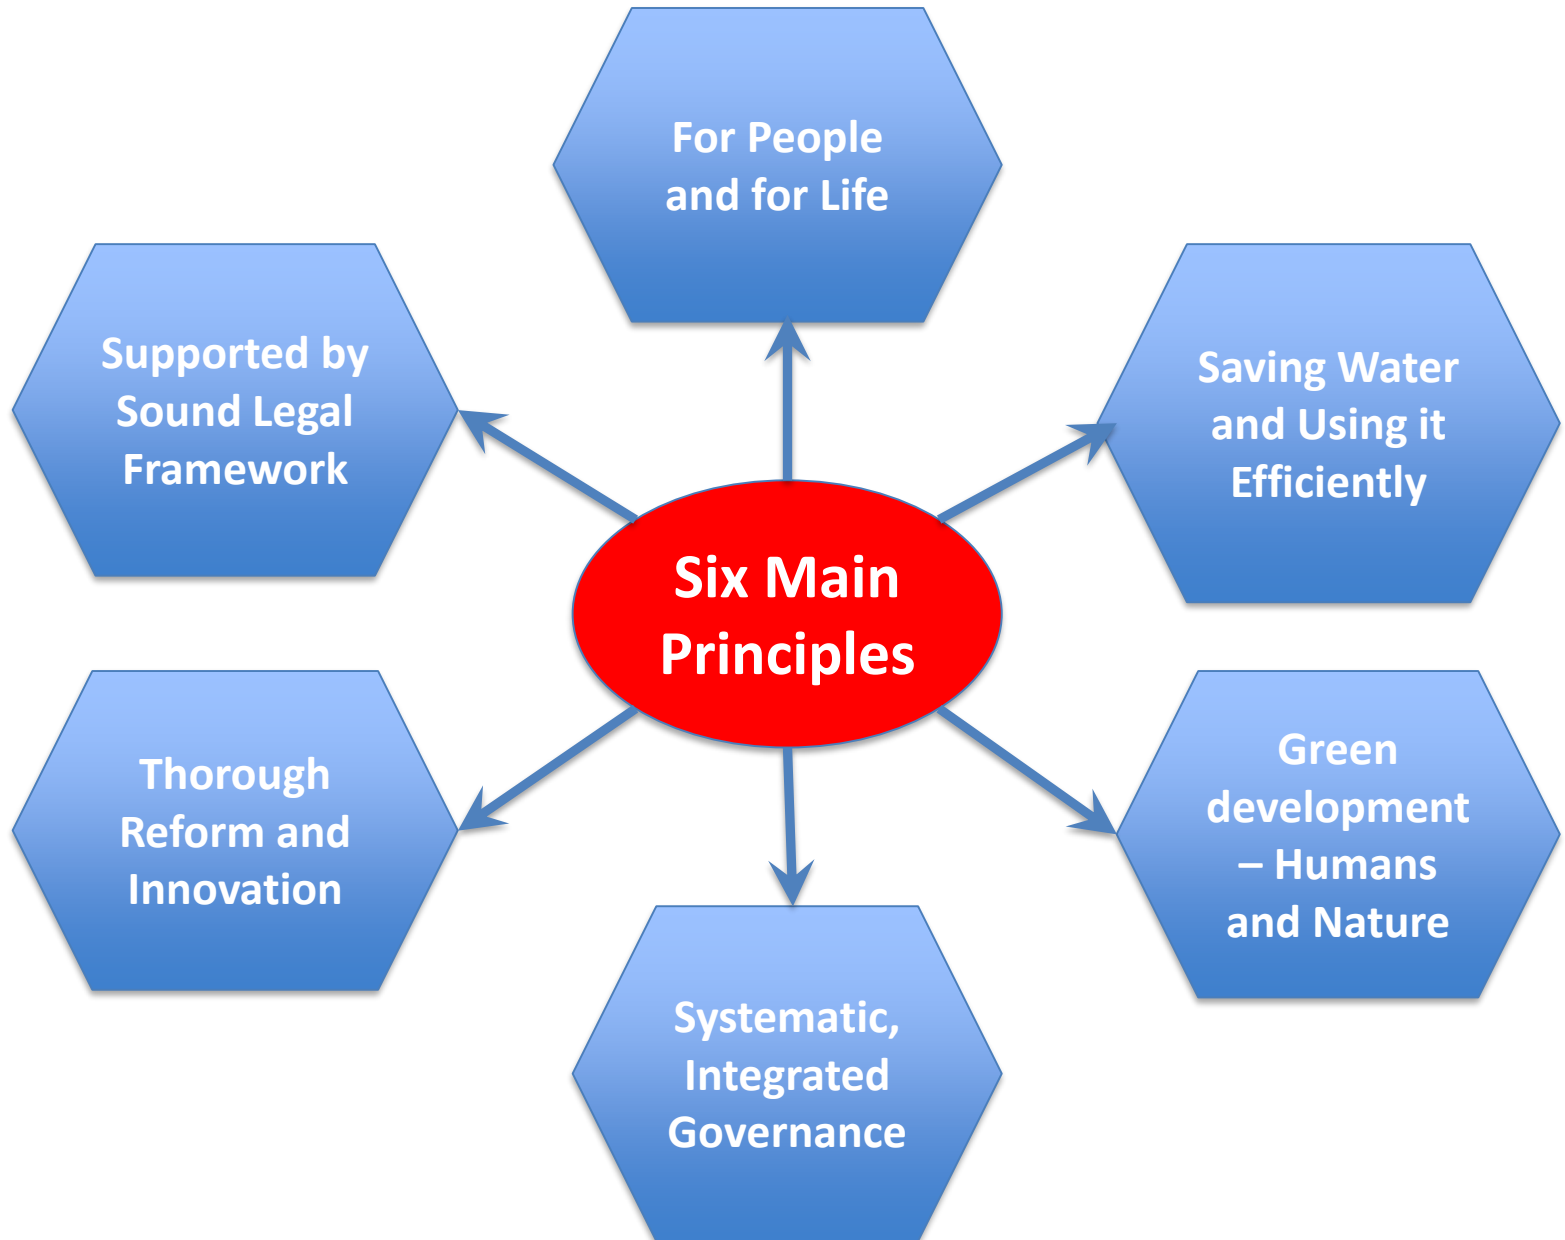 For People
and for Life
Supported by
Sound Legal
Framework
Saving Water
and Using it
Efficiently
Six Main
Principles
Thorough
Reform and
Innovation
Green
development
– Humans
and Nature
Systematic,
Integrated
Governance